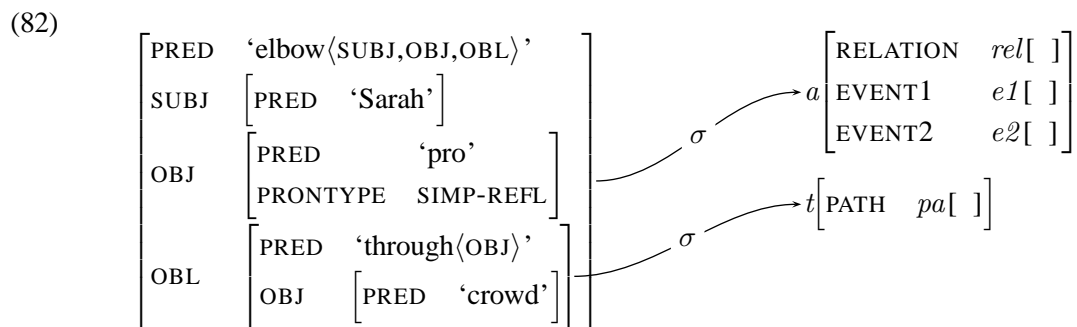 (82)
PRED ‘elbow⟨SUBJ,OBJ,OBL⟩’
SUBJ [PRED ‘Sarah’]
OBJ [PRED ‘pro’
PRONTYPE SIMP-REFL]
OBL [PRED ‘through⟨OBJ⟩’
OBJ [PRED ‘crowd’]]
σ
a[RELATION rel[ ]
EVENT1 e1[ ]
EVENT2 e2[ ]]
σ
t[PATH pa[ ]]